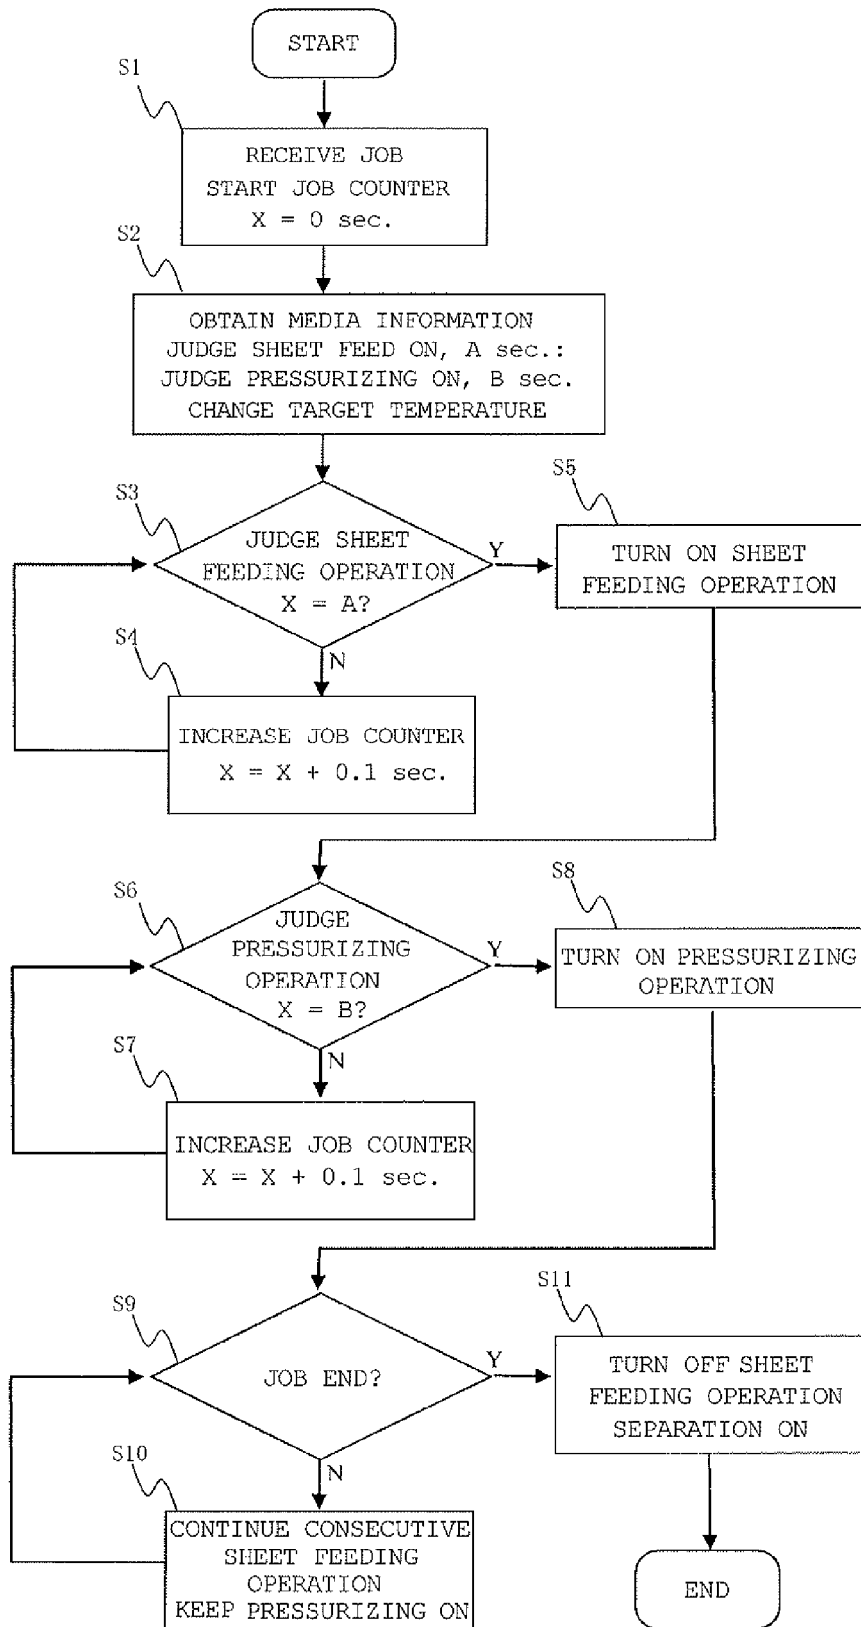 START
S1
RECEIVE JOB
START JOB COUNTER
X = 0 sec.
S2
OBTAIN MEDIA INFORMATION
JUDGE SHEET FEED ON, A sec.:
JUDGE PRESSURIZING ON, B sec.
CHANGE TARGET TEMPERATURE
S3
JUDGE SHEET
FEEDING OPERATION
X = A?
Y
N
S5
TURN ON SHEET
FEEDING OPERATION
S4
INCREASE JOB COUNTER
X = X + 0.1 sec.
S6
JUDGE
PRESSURIZING
OPERATION
X = B?
Y
N
S8
TURN ON PRESSURIZING
OPERATION
S7
INCREASE JOB COUNTER
X = X + 0.1 sec.
S9
JOB END?
Y
N
S11
TURN OFF SHEET
FEEDING OPERATION
SEPARATION ON
S10
CONTINUE CONSECUTIVE
SHEET FEEDING
OPERATION
KEEP PRESSURIZING ON
END